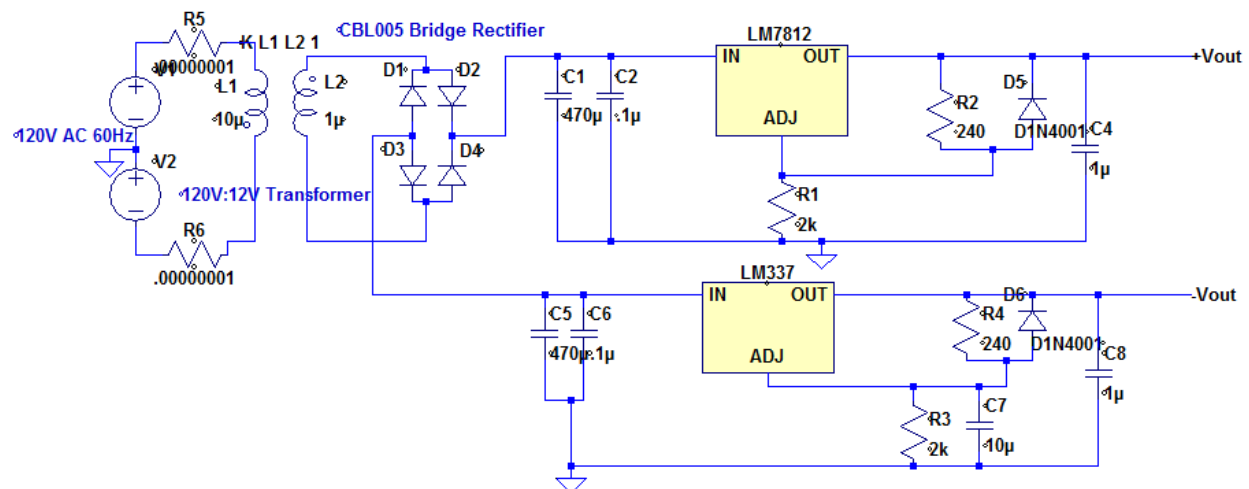 R5
K L1 L2 1
CBL005 Bridge Rectifier
LM7812
.00000001
V1
L1
L2
D1
D2
C1
C2
IN
OUT
+Vout
D5
R2
10µ
1µ
470µ
.1µ
ADJ
240
D1N4001
C4
120V AC 60Hz
D3
D4
1µ
V2
120V:12V Transformer
R1
2k
R6
.00000001
LM337
IN
OUT
-Vout
D6
C5
C6
R4
470µ
.1µ
240
D1N4001
C8
ADJ
1µ
R3
C7
2k
10µ